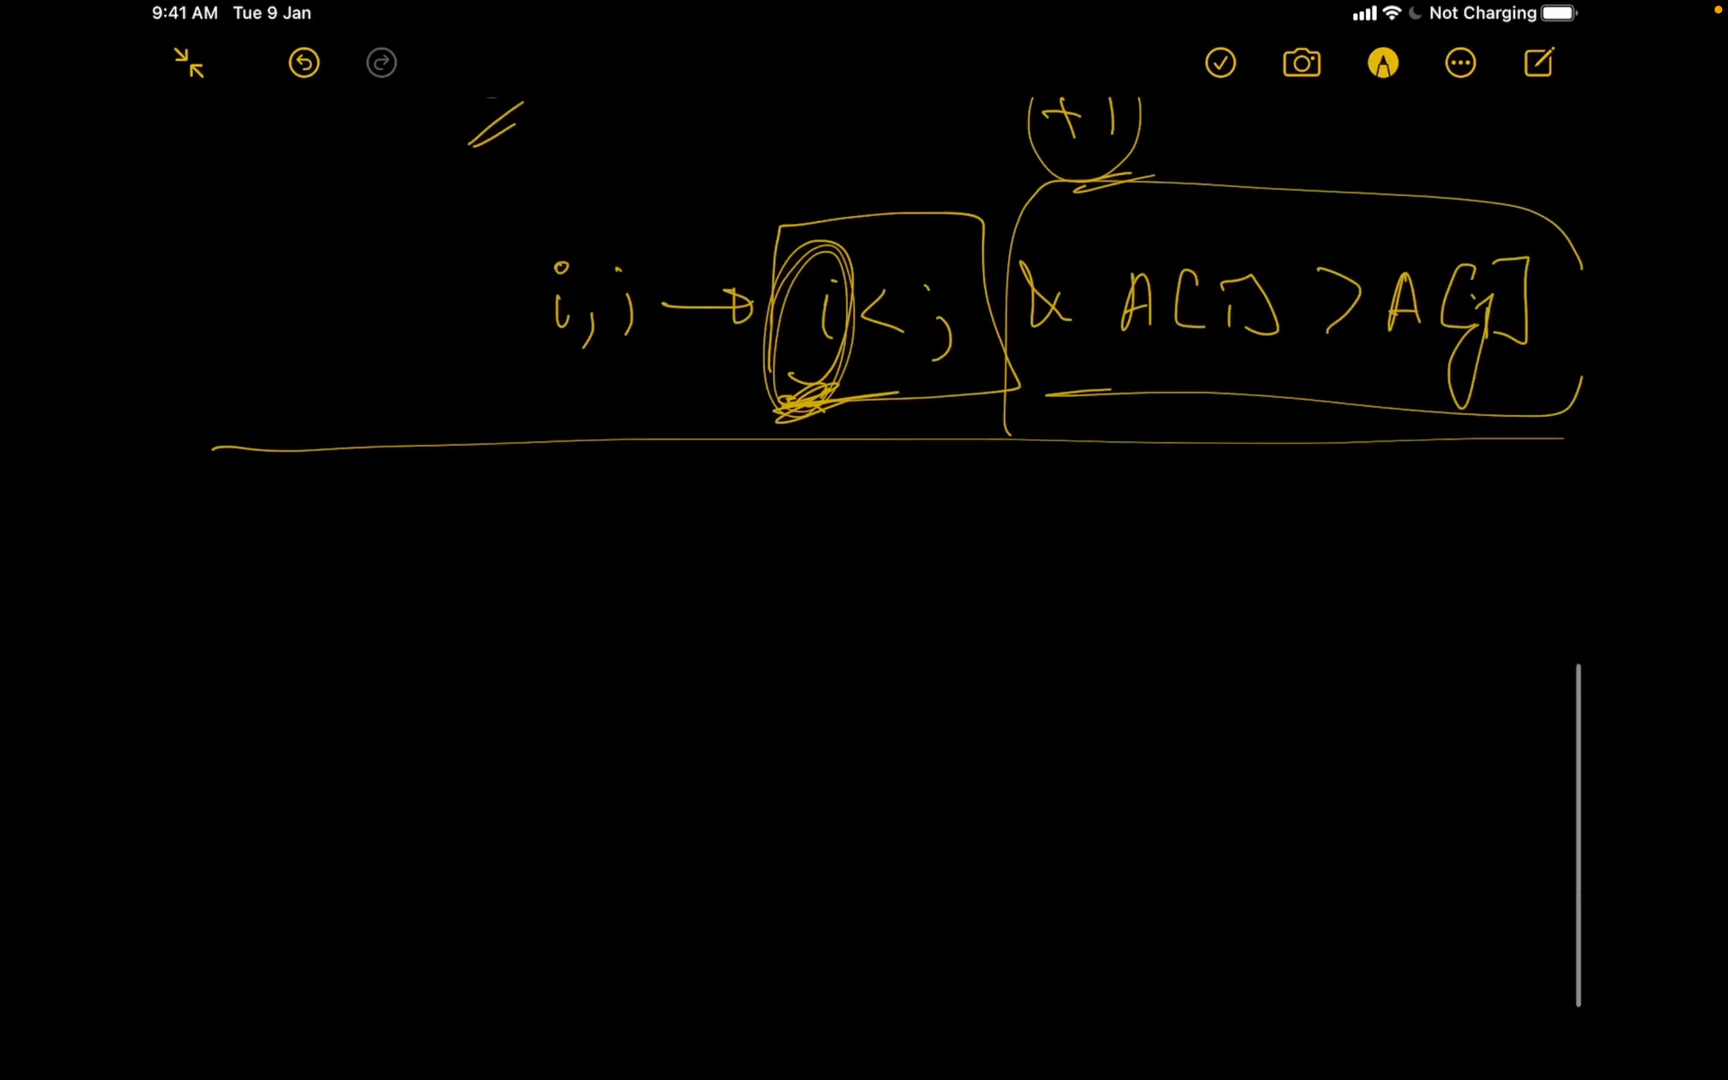 9:41 AM Tue 9 Jan Not Charging
+1
i, j → i < j & A[i] > A[j]